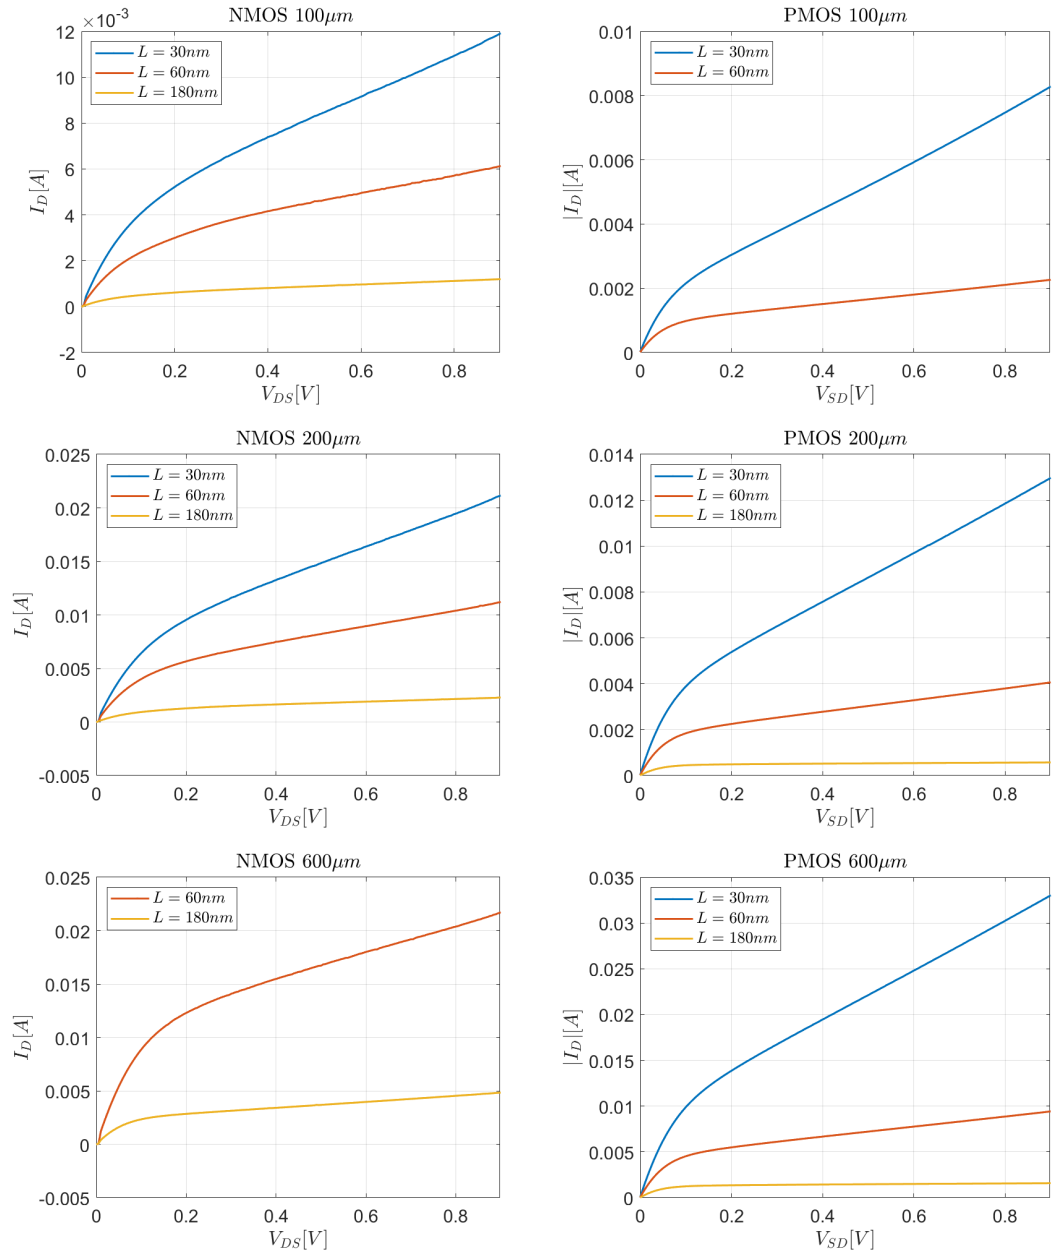 NMOS 100μm
×10⁻³
12
10
8
6
4
2
0
-2
I_D[A]
L = 30nm
L = 60nm
L = 180nm
0 0.2 0.4 0.6 0.8
V_DS[V]
PMOS 100μm
0.01
0.008
0.006
0.004
0.002
0
|I_D|[A]
L = 30nm
L = 60nm
0 0.2 0.4 0.6 0.8
V_SD[V]
NMOS 200μm
0.025
0.02
0.015
0.01
0.005
0
-0.005
I_D[A]
L = 30nm
L = 60nm
L = 180nm
0 0.2 0.4 0.6 0.8
V_DS[V]
PMOS 200μm
0.014
0.012
0.01
0.008
0.006
0.004
0.002
0
|I_D|[A]
L = 30nm
L = 60nm
L = 180nm
0 0.2 0.4 0.6 0.8
V_SD[V]
NMOS 600μm
0.025
0.02
0.015
0.01
0.005
0
-0.005
I_D[A]
L = 60nm
L = 180nm
0 0.2 0.4 0.6 0.8
V_DS[V]
PMOS 600μm
0.035
0.03
0.025
0.02
0.015
0.01
0.005
0
|I_D|[A]
L = 30nm
L = 60nm
L = 180nm
0 0.2 0.4 0.6 0.8
V_SD[V]